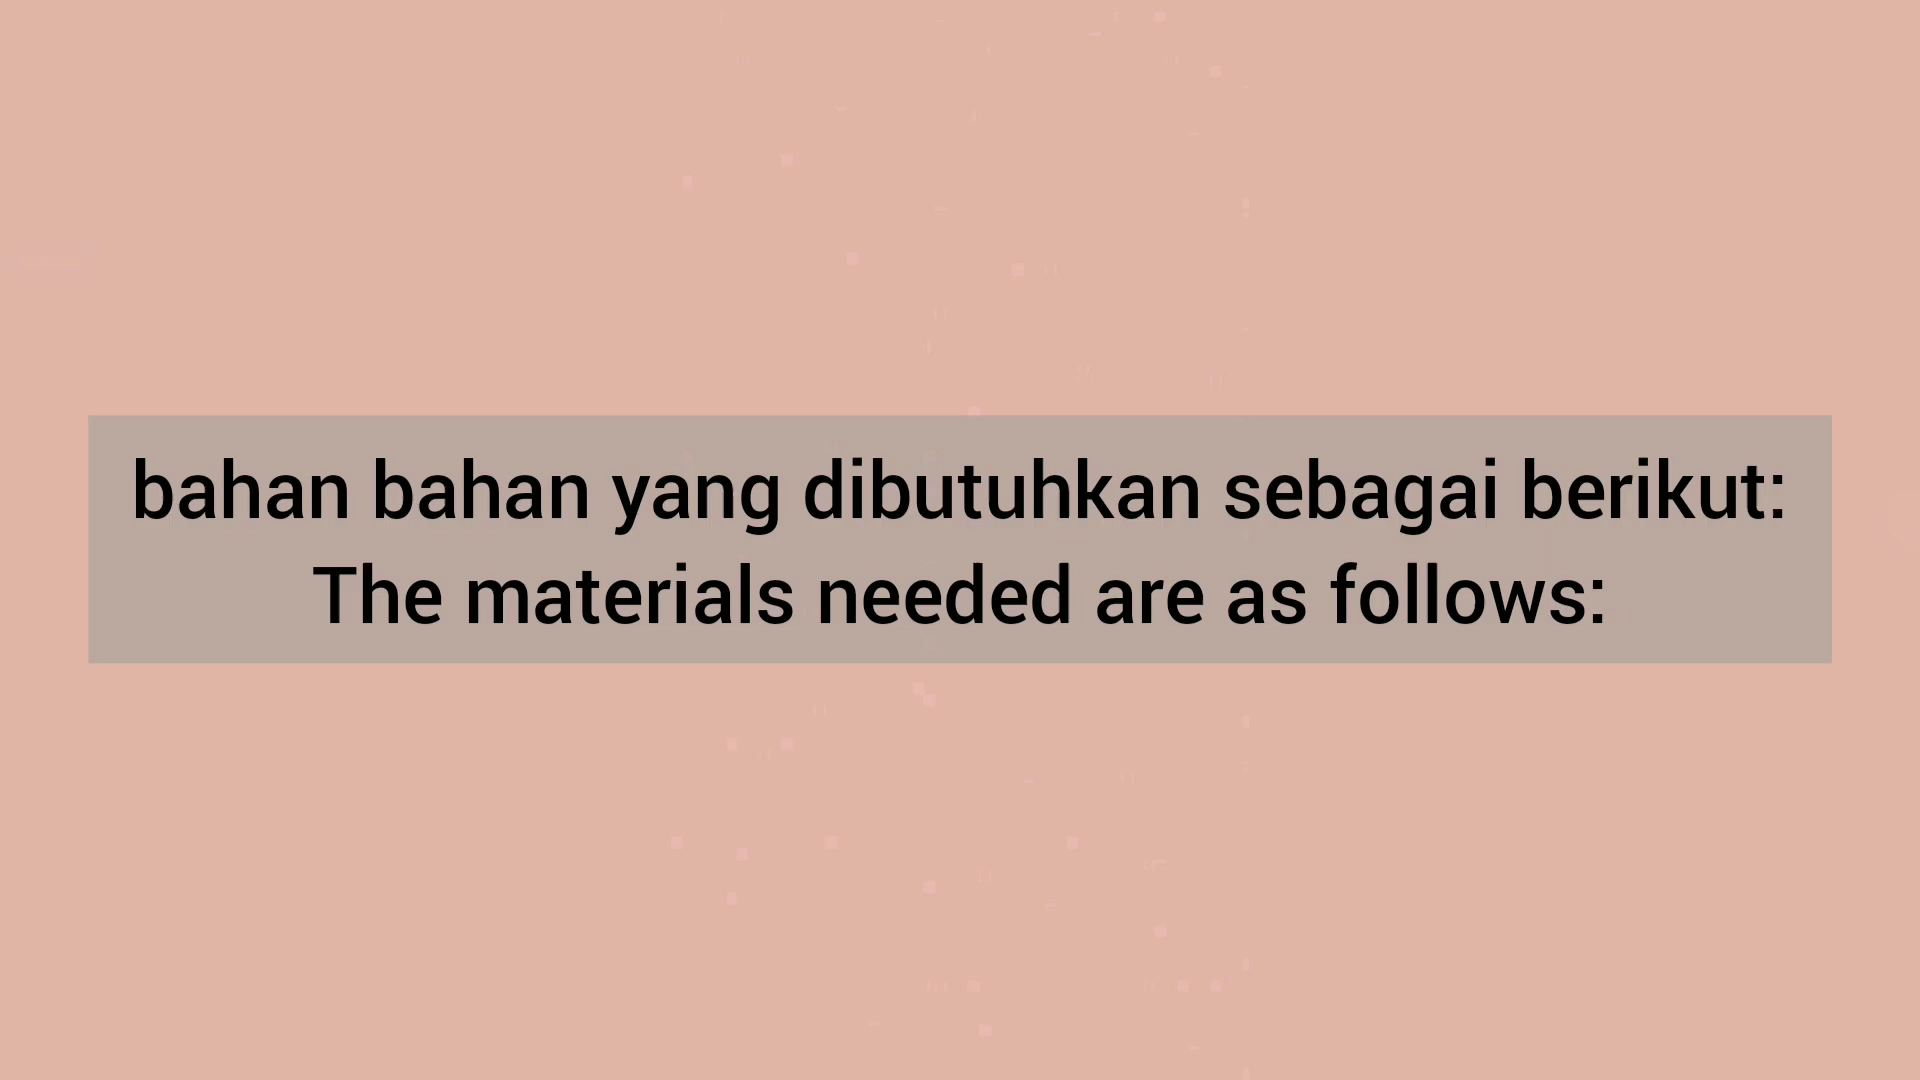 bahan bahan yang dibutuhkan sebagai berikut:
The materials needed are as follows: